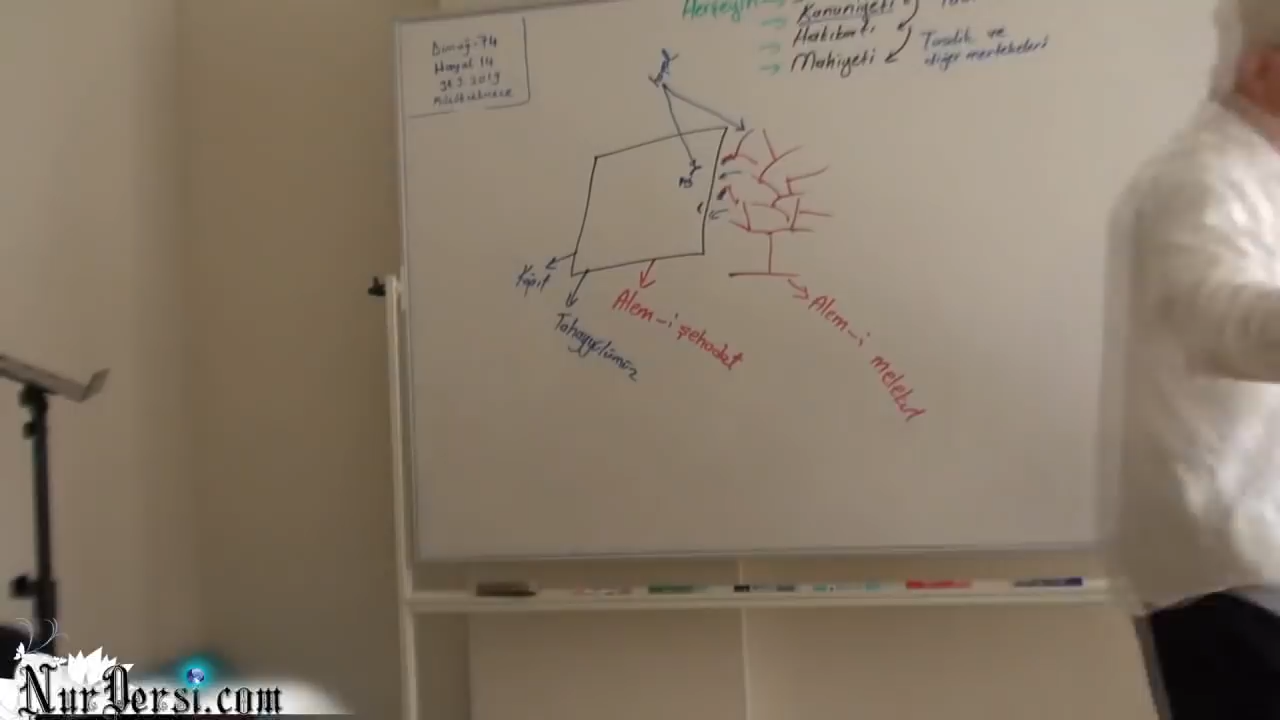 Dimağ-74
Hayal 14
Herşeyin →
→ Kanuniyeti
→ Hakikati
→ Mahiyeti
Tasdik ve
diğer mertebeleri
Kağıt
Tahayyülümüz
Alem-i şehadet
Alem-i melekut
NurDersi.com